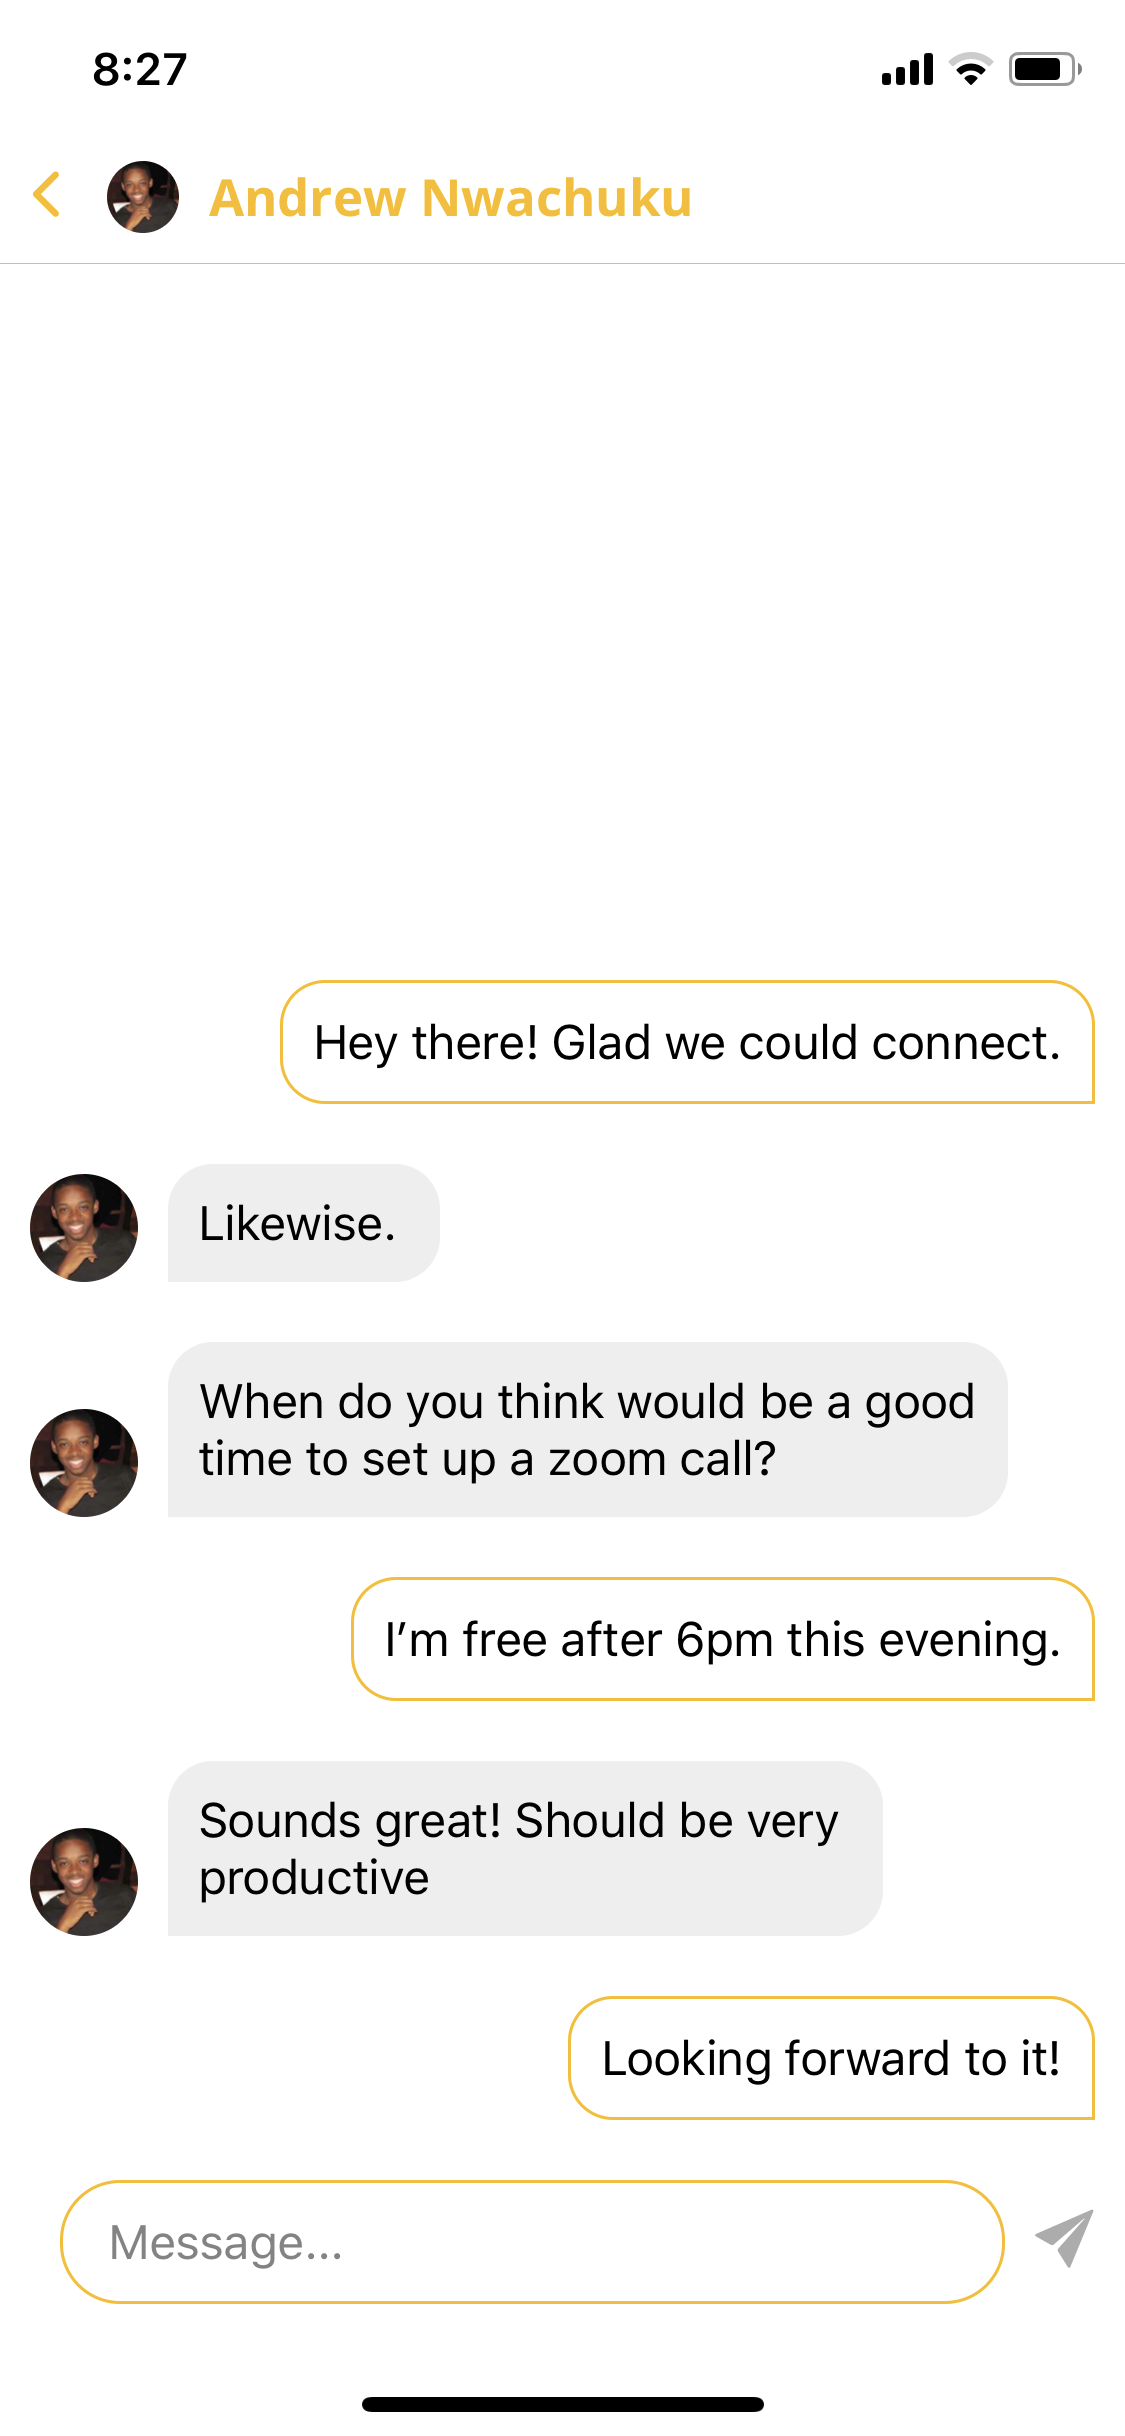 8:27
Andrew Nwachuku
Hey there! Glad we could connect.
Likewise.
When do you think would be a good
time to set up a zoom call?
I’m free after 6pm this evening.
Sounds great! Should be very
productive
Looking forward to it!
Message...